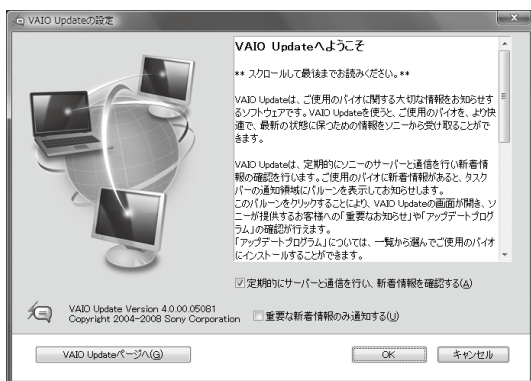 VAIO Updateの設定
VAIO Updateへようこそ
** スクロールして最後までお読みください。**
VAIO Updateは、ご使用のバイオに関する大切な情報をお知らせす
るソフトウェアです。VAIO Updateを使うと、ご使用のバイオを、より快
適で、最新の状態に保つための情報をソニーから受け取ることがで
きます。
VAIO Updateは、定期的にソニーのサーバーと通信を行い新着情
報の確認を行います。ご使用のバイオに新着情報があると、タスク
バーの通知領域にバルーンを表示してお知らせします。
このバルーンをクリックすることにより、VAIO Updateの画面が開き、ソ
ニーが提供するお客様への「重要なお知らせ」や「アップデートプログ
ラム」の確認が行えます。
「アップデートプログラム」については、一覧から選んでご使用のバイオ
にインストールすることができます。
定期的にサーバーと通信を行い、新着情報を確認する(A)
VAIO Update Version 4.0.00.05081
Copyright 2004-2008 Sony Corporation
重要な新着情報のみ通知する(U)
VAIO Updateページへ(G)
OK
キャンセル